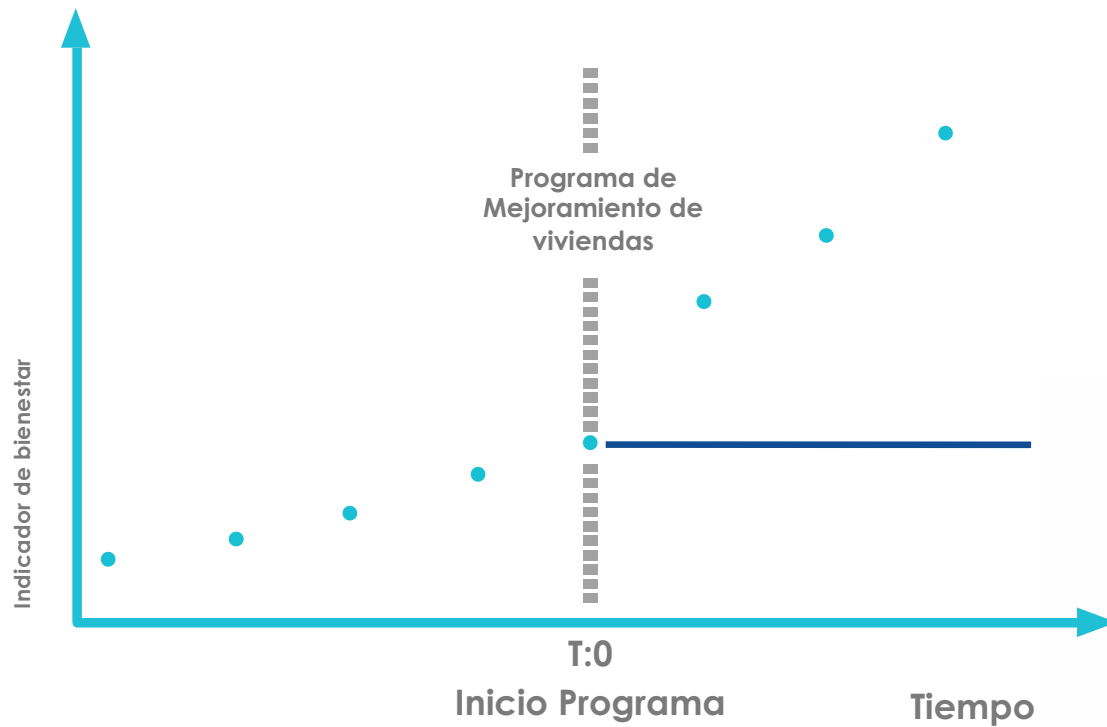 Programa de
Mejoramiento de
viviendas
Indicador de bienestar
T:0
Inicio Programa
Tiempo